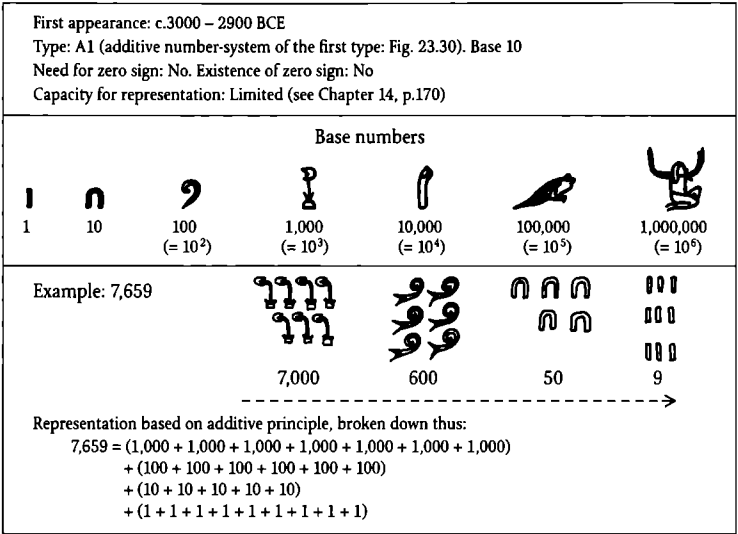 First appearance: c.3000 – 2900 BCE
Type: A1 (additive number-system of the first type: Fig. 23.30). Base 10
Need for zero sign: No. Existence of zero sign: No
Capacity for representation: Limited (see Chapter 14, p.170)
Base numbers
1 10 100 1,000 10,000 100,000 1,000,000
(= 10²) (= 10³) (= 10⁴) (= 10⁵) (= 10⁶)
Example: 7,659
7,000 600 50 9
Representation based on additive principle, broken down thus:
7,659 = (1,000 + 1,000 + 1,000 + 1,000 + 1,000 + 1,000 + 1,000)
+ (100 + 100 + 100 + 100 + 100 + 100)
+ (10 + 10 + 10 + 10 + 10)
+ (1 + 1 + 1 + 1 + 1 + 1 + 1 + 1 + 1)